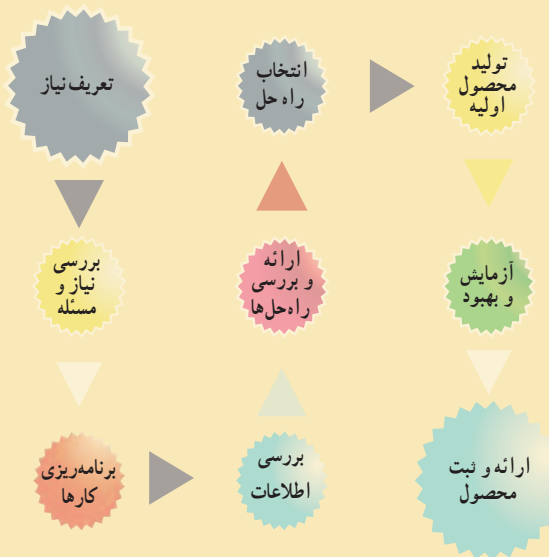 تعریف نیاز
بررسی
نیاز و
مسئله
برنامه‌ریزی
کارها
بررسی
اطلاعات
ارائه
و بررسی
راه‌حل‌ها
انتخاب
راه حل
تولید
محصول
اولیه
آزمایش
و بهبود
ارائه و ثبت
محصول